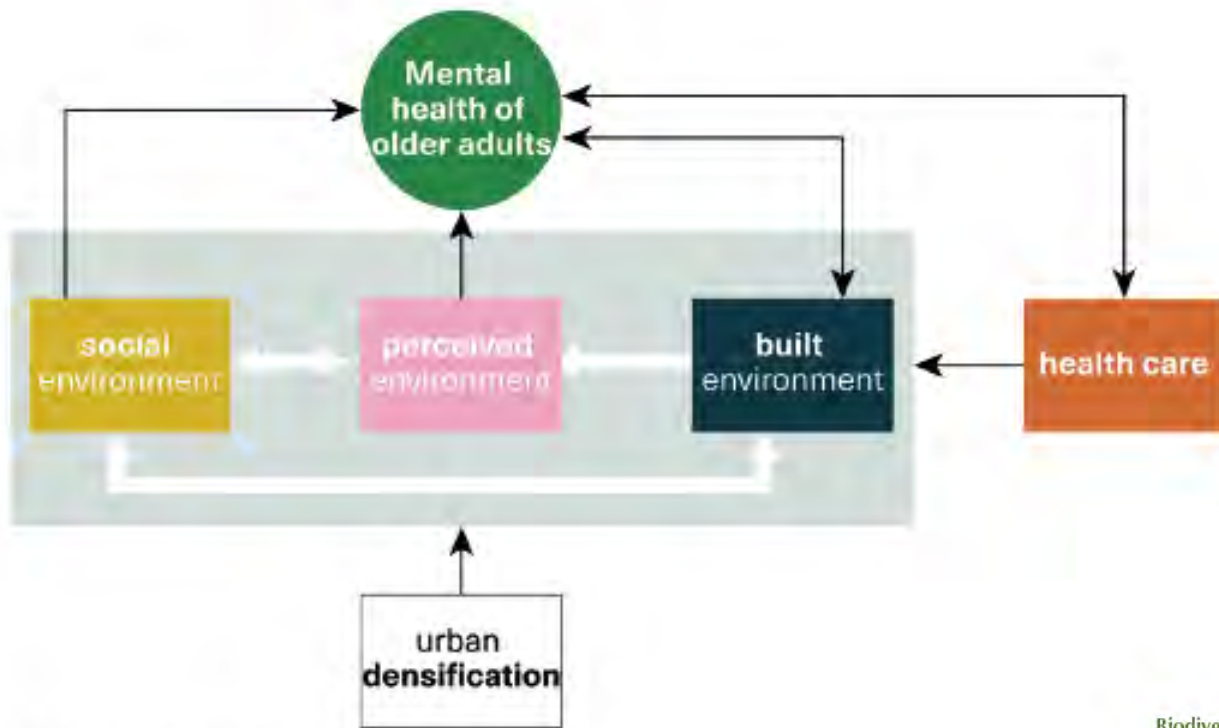 Mental
health of
older adults
social
environment
perceived
environment
built
environment
health care
urban
densification